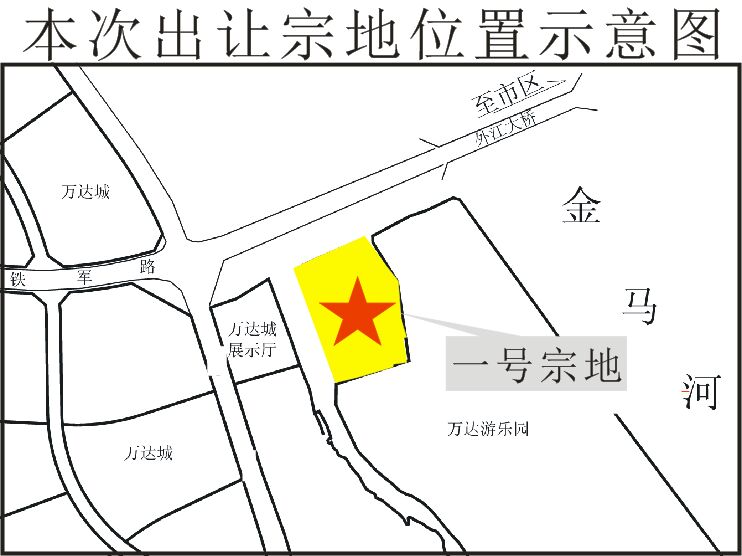 本次出让宗地位置示意图
至市区
外江大桥
万达城
金
马
河
铁军路
万达城
展示厅
一号宗地
万达游乐园
万达城